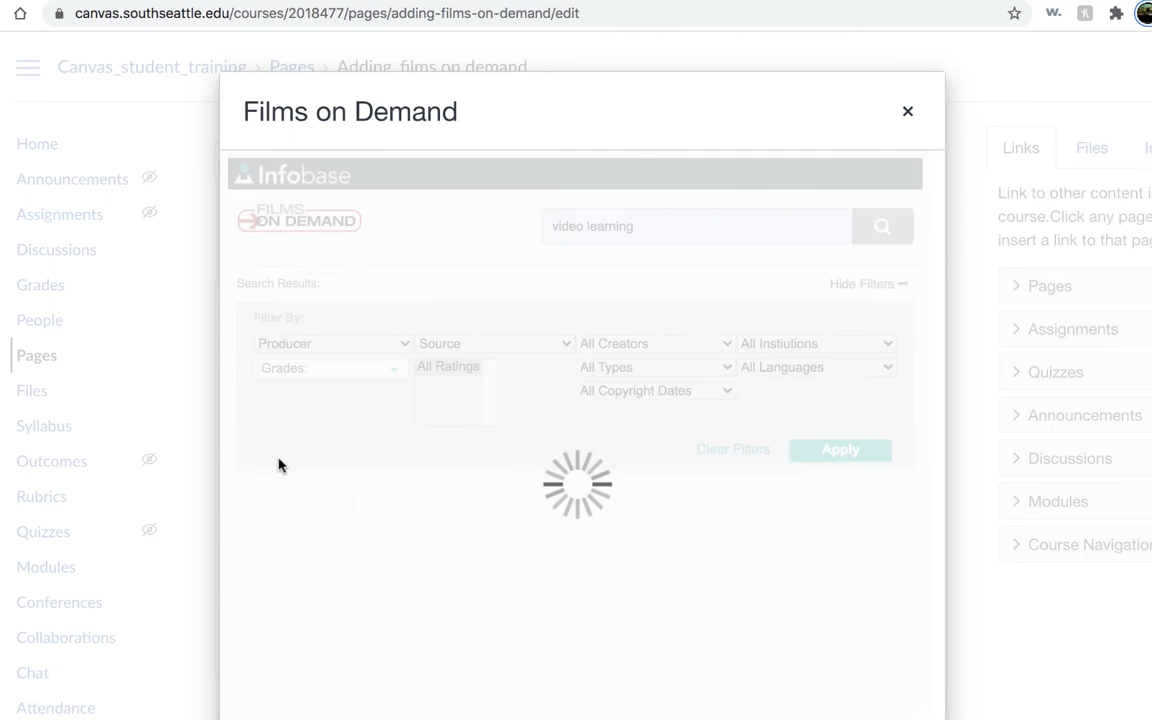 canvas.southseattle.edu/courses/2018477/pages/adding-films-on-demand/edit
W.
Canvas_student_training > Pages > Adding films on demand
Films on Demand
×
Home
Announcements
Assignments
Discussions
Grades
People
Pages
Files
Syllabus
Outcomes
Rubrics
Quizzes
Modules
Conferences
Collaborations
Chat
Attendance
Infobase
FILMS
ON DEMAND
video learning
Search Results:
Hide Filters
Filter By:
Producer Source All Creators All Instiutions
Grades: All Ratings All Types All Languages
All Copyright Dates
Clear Filters Apply
Links Files I
Link to other content i
course.Click any page
insert a link to that pag
Pages
Assignments
Quizzes
Announcements
Discussions
Modules
Course Navigation